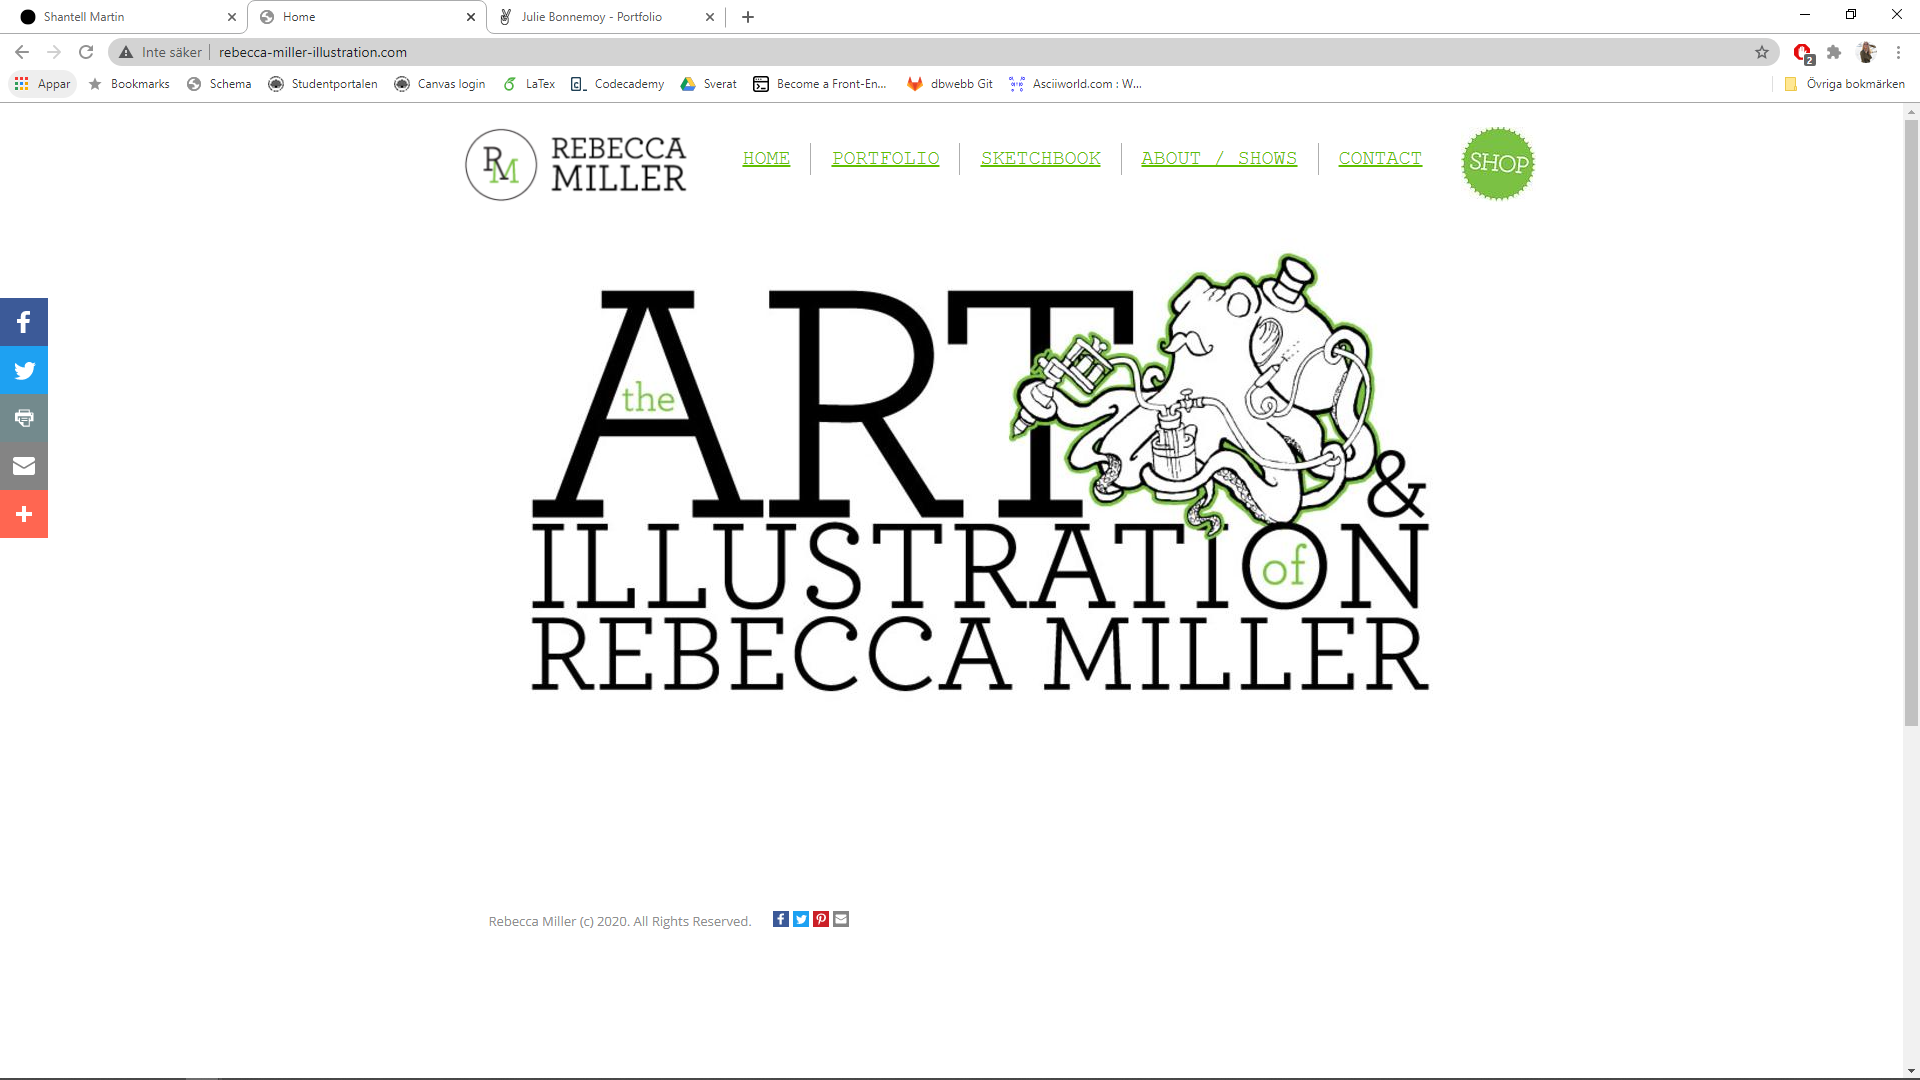 Shantell Martin
Home
Julie Bonnemoy - Portfolio
Inte säker
rebecca-miller-illustration.com
2
Appar
Bookmarks
Schema
Studentportalen
Canvas login
LaTex
Codecademy
Sverat
Become a Front-En...
dbwebb Git
Asciiworld.com : W...
Övriga bokmärken
RM
REBECCA
MILLER
HOME
PORTFOLIO
SKETCHBOOK
ABOUT / SHOWS
CONTACT
SHOP
the
ART
&
ILLUSTRATION
of
REBECCA MILLER
Rebecca Miller (c) 2020. All Rights Reserved.